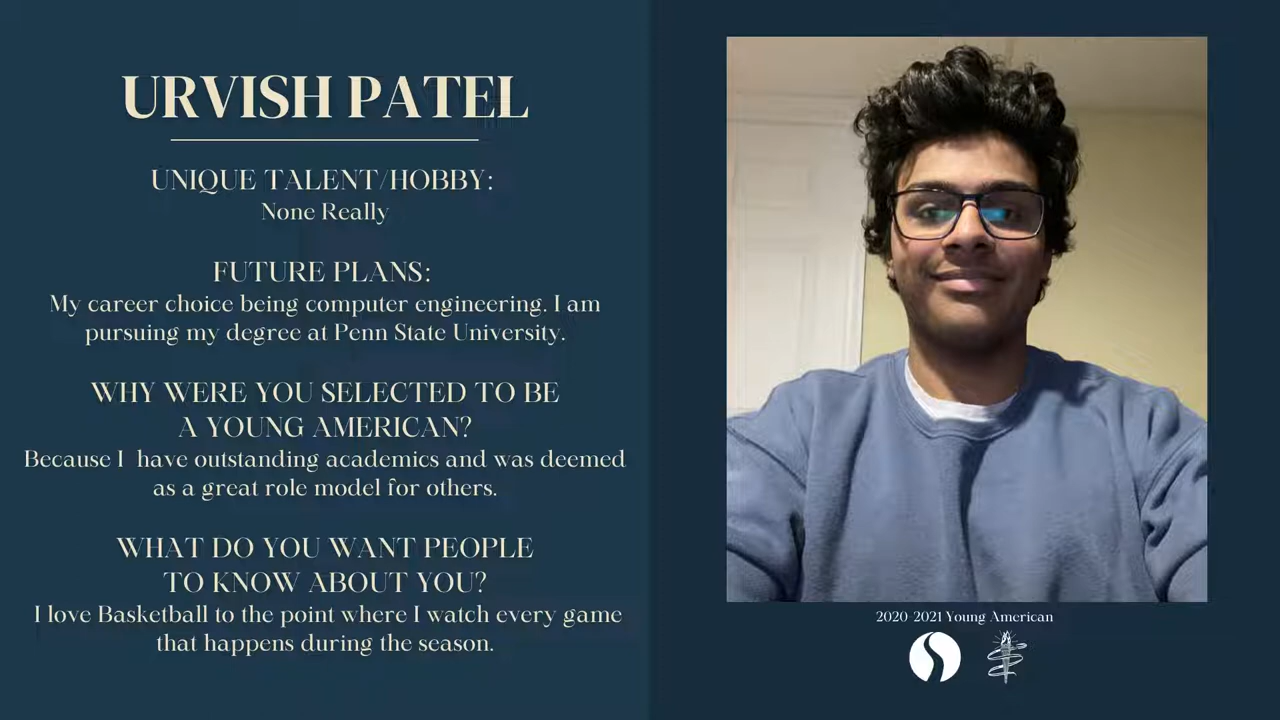 URVISH PATEL
UNIQUE TALENT/HOBBY:
None Really
FUTURE PLANS:
My career choice being computer engineering. I am
pursuing my degree at Penn State University.
WHY WERE YOU SELECTED TO BE
A YOUNG AMERICAN?
Because I have outstanding academics and was deemed
as a great role model for others.
WHAT DO YOU WANT PEOPLE
TO KNOW ABOUT YOU?
I love Basketball to the point where I watch every game
that happens during the season.
2020-2021 Young American